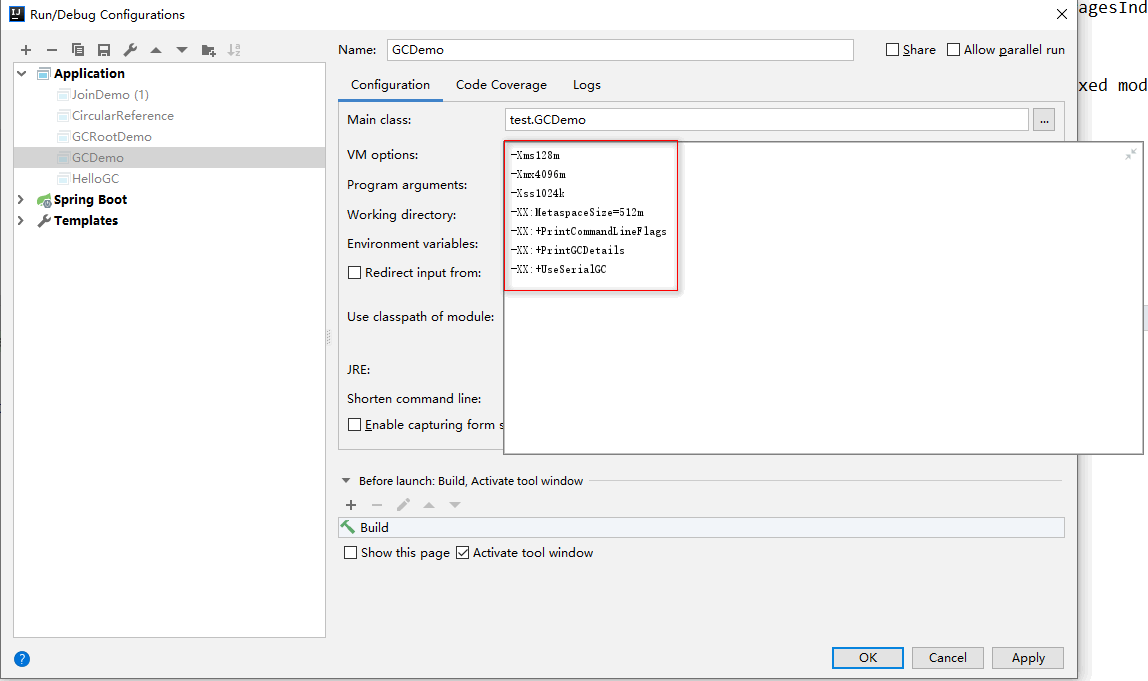 Run/Debug Configurations
agesInd
Name: GCDemo
Share
Allow parallel run
Application
JoinDemo (1)
CircularReference
GCRootDemo
GCDemo
HelloGC
Spring Boot
Templates
Configuration Code Coverage Logs
xed mod
Main class: test.GCDemo ...
VM options:
-Xms128m
-Xmx4096m
-Xss1024k
-XX:MetaspaceSize=512m
-XX:+PrintCommandLineFlags
-XX:+PrintGCDetails
-XX:+UseSerialGC
Program arguments:
Working directory:
Environment variables:
Redirect input from:
Use classpath of module:
JRE:
Shorten command line:
Enable capturing form s
Before launch: Build, Activate tool window
Build
Show this page Activate tool window
? OK Cancel Apply